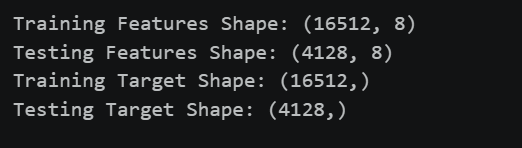 Training Features Shape: (16512, 8)
Testing Features Shape: (4128, 8)
Training Target Shape: (16512,)
Testing Target Shape: (4128,)